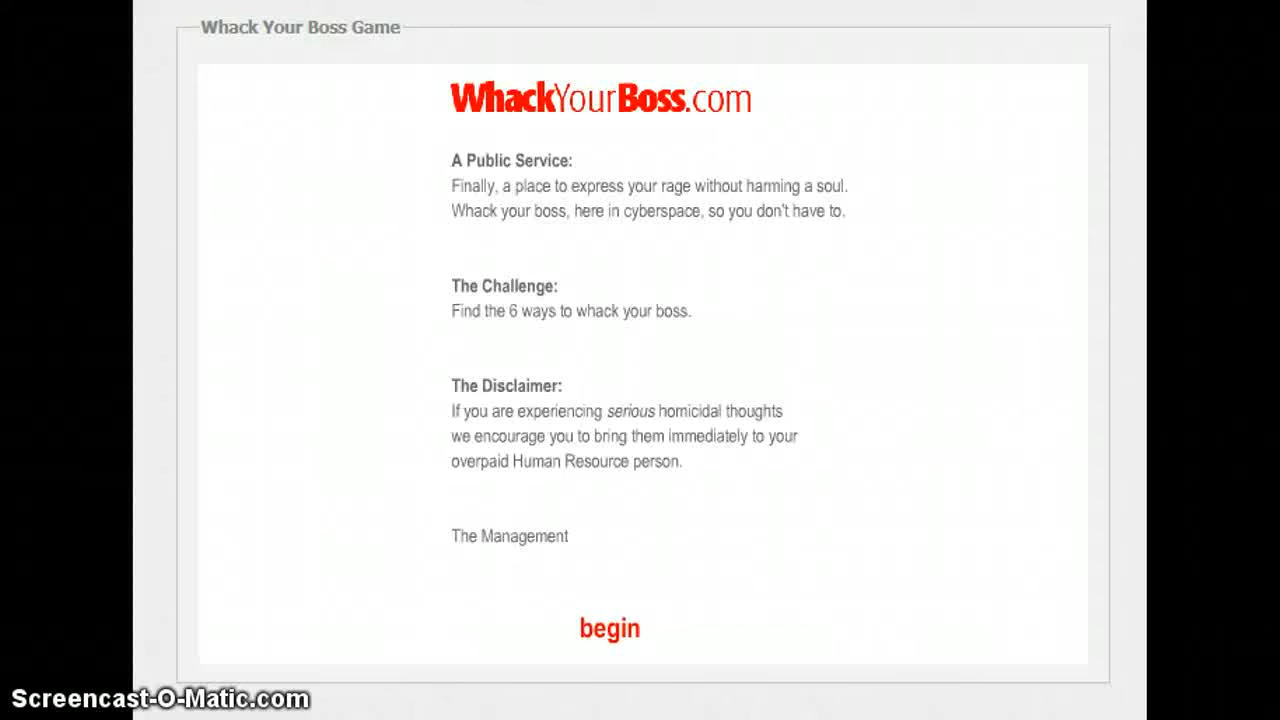 Whack Your Boss Game
WhackYourBoss.com
A Public Service:
Finally, a place to express your rage without harming a soul.
Whack your boss, here in cyberspace, so you don't have to.
The Challenge:
Find the 6 ways to whack your boss.
The Disclaimer:
If you are experiencing serious homicidal thoughts
we encourage you to bring them immediately to your
overpaid Human Resource person.
The Management
begin
Screencast-O-Matic.com